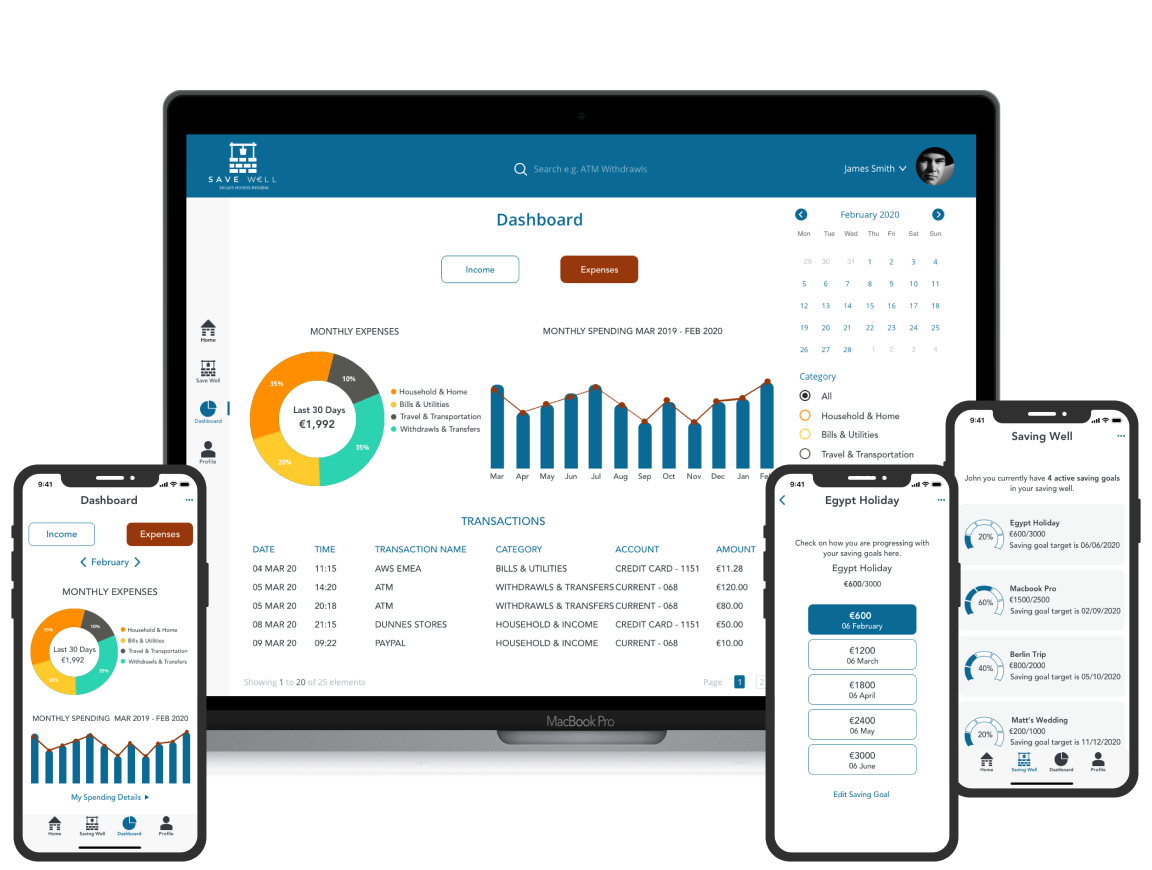 SAVE W€LL
Secure.Honest.Reliable.
Search e.g. ATM Withdrawls
James Smith
Dashboard
Income
Expenses
Home
Save Well
Dashboard
Profile
MONTHLY EXPENSES
35%
10%
35%
20%
Last 30 Days
€1,992
Household & Home
Bills & Utilities
Travel & Transportation
Withdrawls & Transfers
MONTHLY SPENDING MAR 2019 - FEB 2020
Mar Apr May Jun Jul Aug Sep Oct Nov Dec Jan
February 2020
Mon Tue Wed Thu Fri Sat Sun
29 30 31 1 2 3 4
5 6 7 8 9 10 11
12 13 14 15 16 17 18
19 20 21 22 23 24 25
26 27 28 1 2 3 4
Category
All
Household & Home
Bills & Utilities
Travel & Transportation
TRANSACTIONS
DATE TIME TRANSACTION NAME CATEGORY ACCOUNT AMOUNT
04 MAR 20 11:15 AWS EMEA BILLS & UTILITIES CREDIT CARD - 1151 €11.28
05 MAR 20 14:20 ATM WITHDRAWLS & TRANSFERS CURRENT - 068 €120.00
05 MAR 20 20:18 ATM WITHDRAWLS & TRANSFERS CURRENT - 068 €80.00
08 MAR 20 21:15 DUNNES STORES HOUSEHOLD & INCOME CREDIT CARD - 1151 €50.00
09 MAR 20 09:22 PAYPAL HOUSEHOLD & INCOME CURRENT - 068 €10.00
Showing 1 to 20 of 25 elements
Page 1 2
MacBook Pro
9:41
Dashboard
Income
Expenses
February
MONTHLY EXPENSES
35%
10%
35%
20%
Last 30 Days
€1,992
Household & Home
Bills & Utilities
Travel & Transportation
Withdrawls & Transfers
MONTHLY SPENDING MAR 2019 - FEB 2020
My Spending Details
Home
Saving Well
Dashboard
Profile
9:41
Egypt Holiday
Check on how you are progressing with
your saving goals here.
Egypt Holiday
€600/3000
€600
06 February
€1200
06 March
€1800
06 April
€2400
06 May
€3000
06 June
Edit Saving Goal
9:41
Saving Well
John you currently have 4 active saving goals
in your saving well.
20%
Egypt Holiday
€600/3000
Saving goal target is 06/06/2020
60%
Macbook Pro
€1500/2500
Saving goal target is 02/09/2020
40%
Berlin Trip
€800/2000
Saving goal target is 05/10/2020
20%
Matt's Wedding
€200/1000
Saving goal target is 11/12/2020
Home
Saving Well
Dashboard
Profile